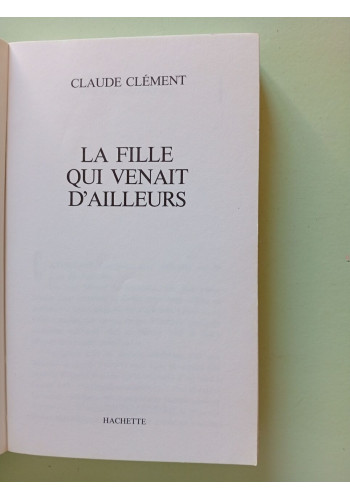 CLAUDE CLÉMENT
LA FILLE
QUI VENAIT
D'AILLEURS
HACHETTE